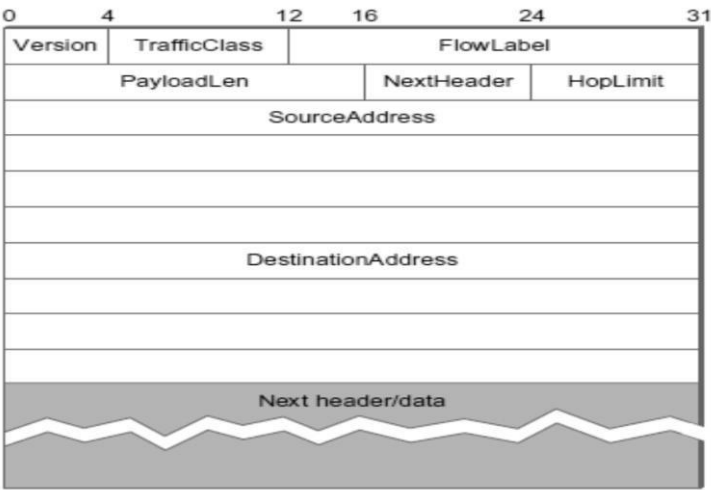 0 4 12 16 24 31
Version TrafficClass FlowLabel
PayloadLen NextHeader HopLimit
SourceAddress
DestinationAddress
Next header/data